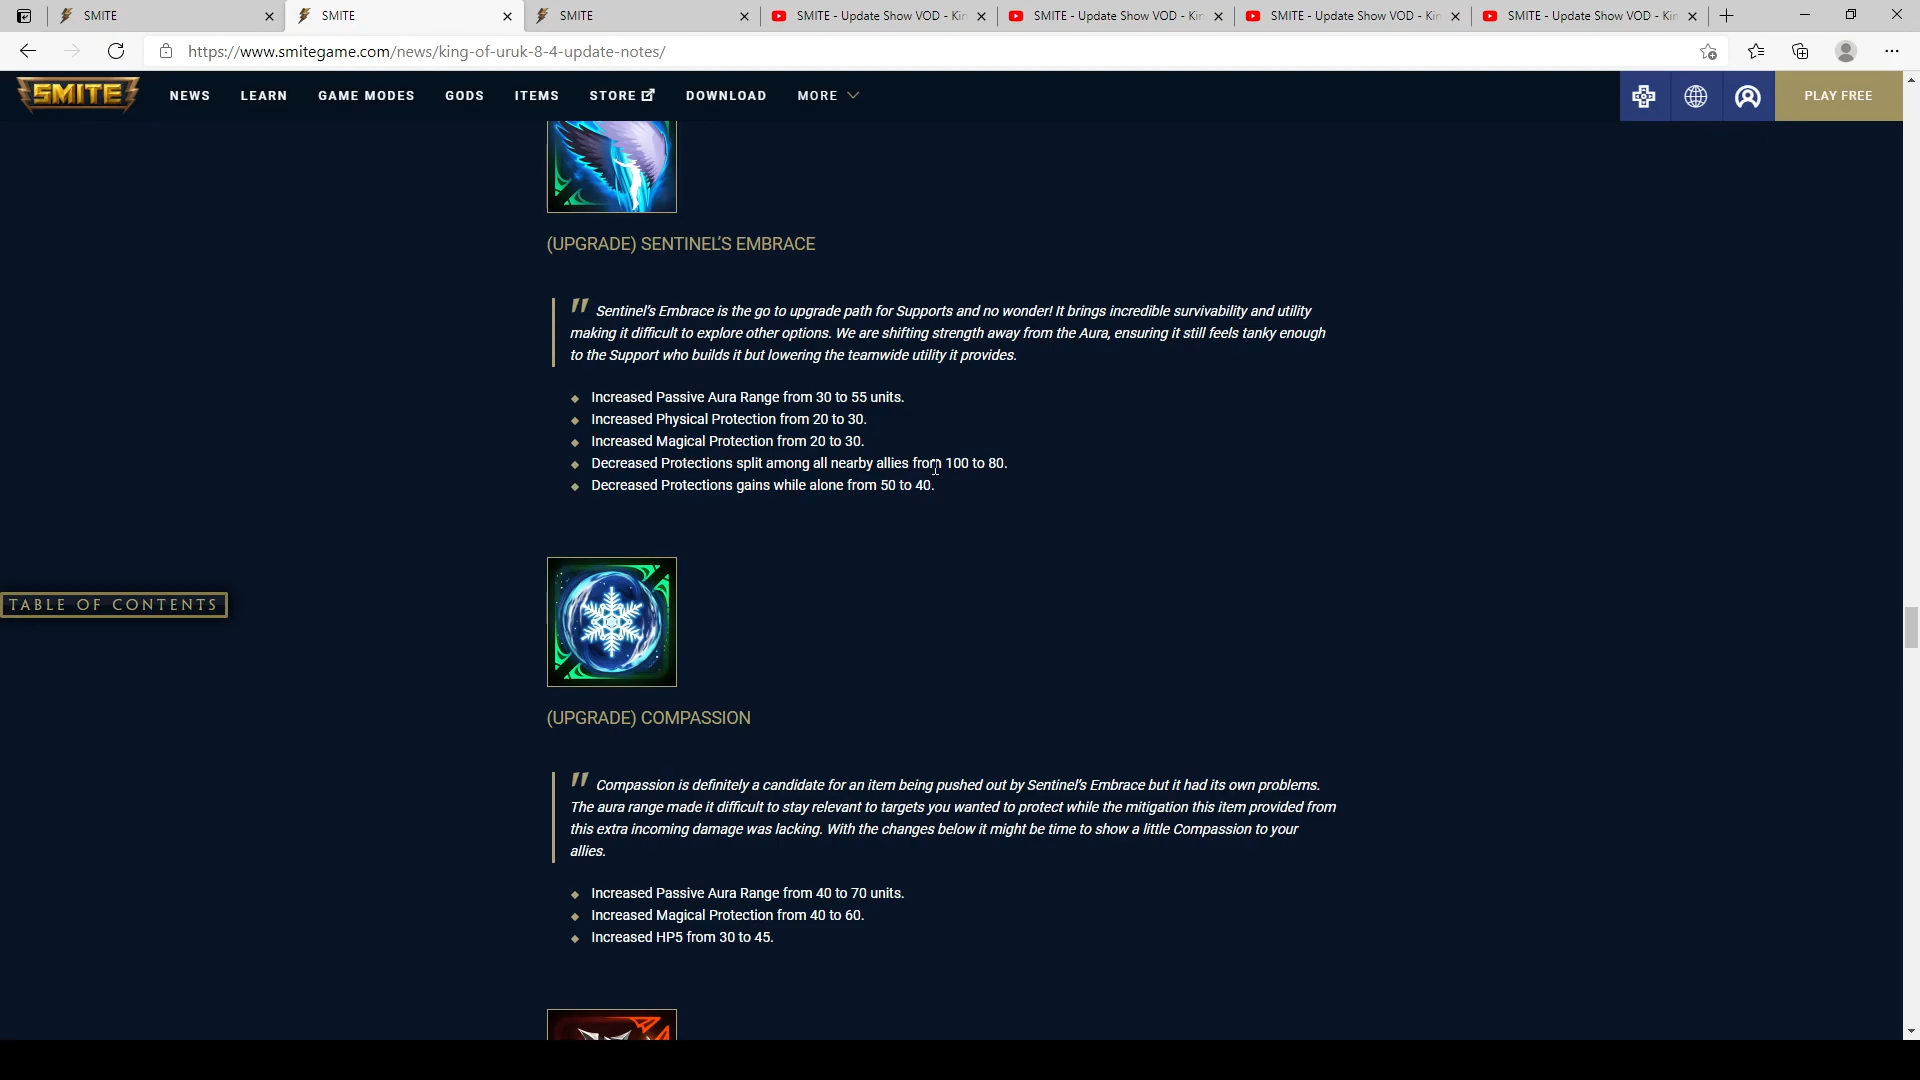 SMITE
SMITE
SMITE
SMITE - Update Show VOD - Kin
SMITE - Update Show VOD - Kin
SMITE - Update Show VOD - Kin
SMITE - Update Show VOD - Kin
https://www.smitegame.com/news/king-of-uruk-8-4-update-notes/
SMITE
NEWS
LEARN
GAME MODES
GODS
ITEMS
STORE
DOWNLOAD
MORE
PLAY FREE
(UPGRADE) SENTINEL'S EMBRACE
" Sentinel's Embrace is the go to upgrade path for Supports and no wonder! It brings incredible survivability and utility
making it difficult to explore other options. We are shifting strength away from the Aura, ensuring it still feels tanky enough
to the Support who builds it but lowering the teamwide utility it provides.
Increased Passive Aura Range from 30 to 55 units.
Increased Physical Protection from 20 to 30.
Increased Magical Protection from 20 to 30.
Decreased Protections split among all nearby allies from 100 to 80.
Decreased Protections gains while alone from 50 to 40.
TABLE OF CONTENTS
(UPGRADE) COMPASSION
" Compassion is definitely a candidate for an item being pushed out by Sentinel's Embrace but it had its own problems.
The aura range made it difficult to stay relevant to targets you wanted to protect while the mitigation this item provided from
this extra incoming damage was lacking. With the changes below it might be time to show a little Compassion to your
allies.
Increased Passive Aura Range from 40 to 70 units.
Increased Magical Protection from 40 to 60.
Increased HP5 from 30 to 45.